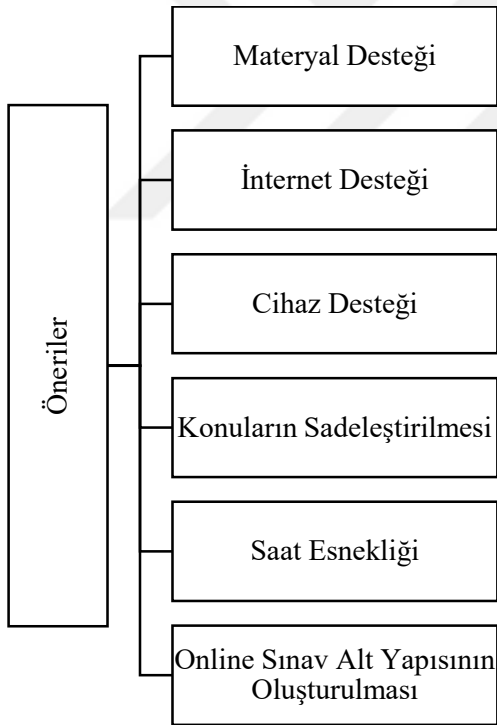 Öneriler
Materyal Desteği
İnternet Desteği
Cihaz Desteği
Konuların Sadeleştirilmesi
Saat Esnekliği
Online Sınav Alt Yapısının
Oluşturulması